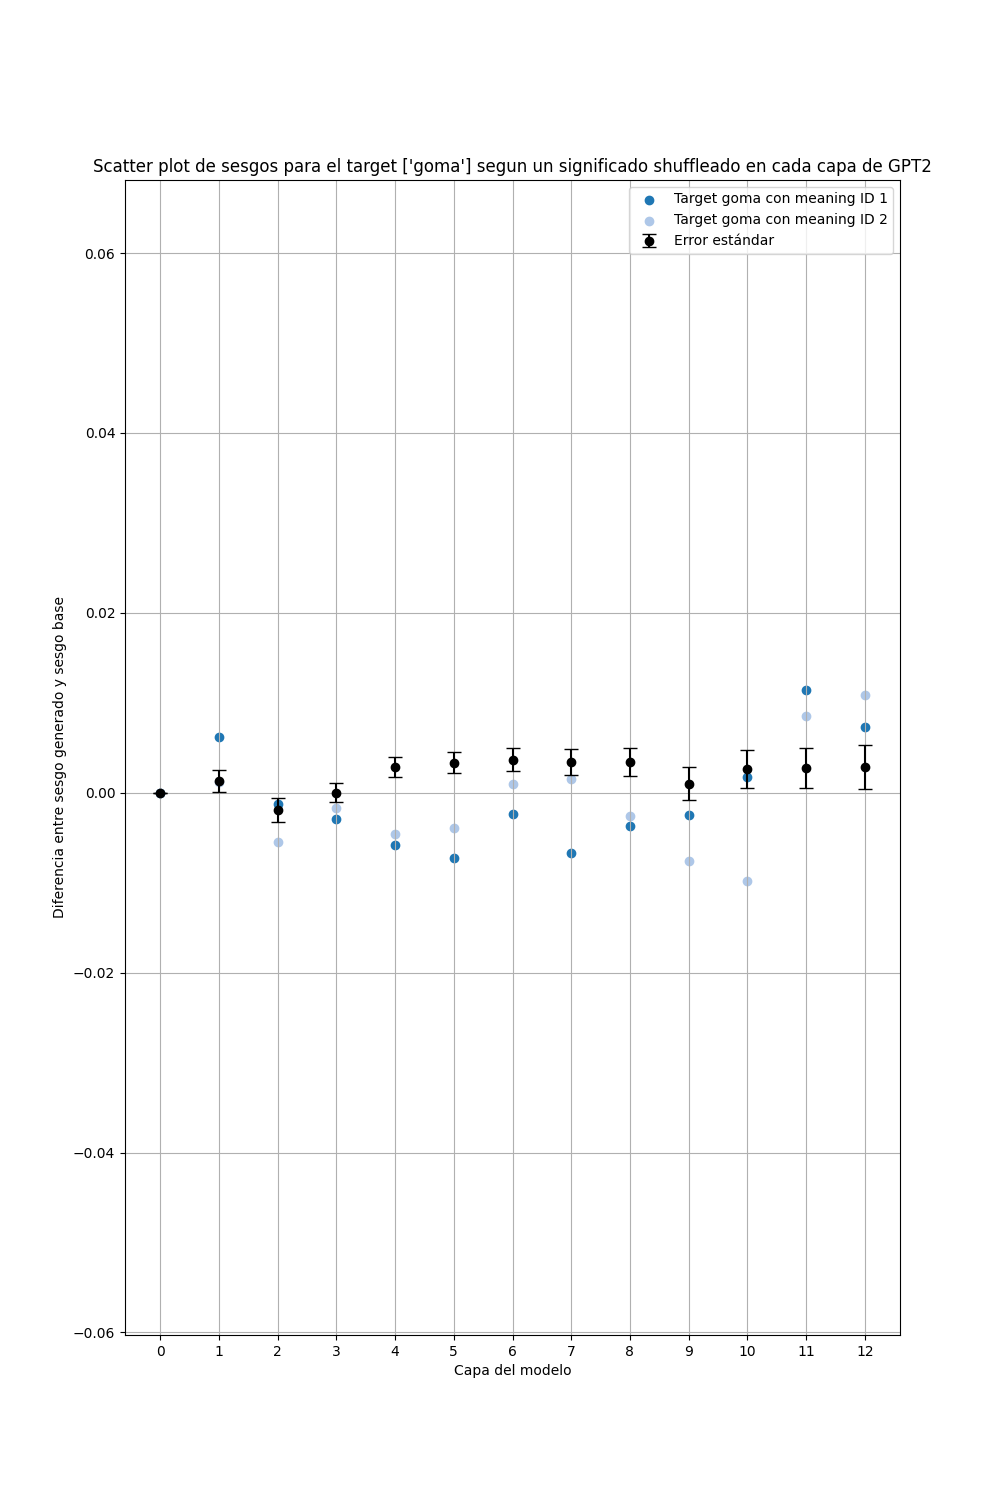 Scatter plot de sesgos para el target ['goma'] segun un significado shuffleado en cada capa de GPT2
Target goma con meaning ID 1
Target goma con meaning ID 2
Error estándar
Diferencia entre sesgo generado y sesgo base
0.06
0.04
0.02
0.00
−0.02
−0.04
−0.06
0 1 2 3 4 5 6 7 8 9 10 11 12
Capa del modelo